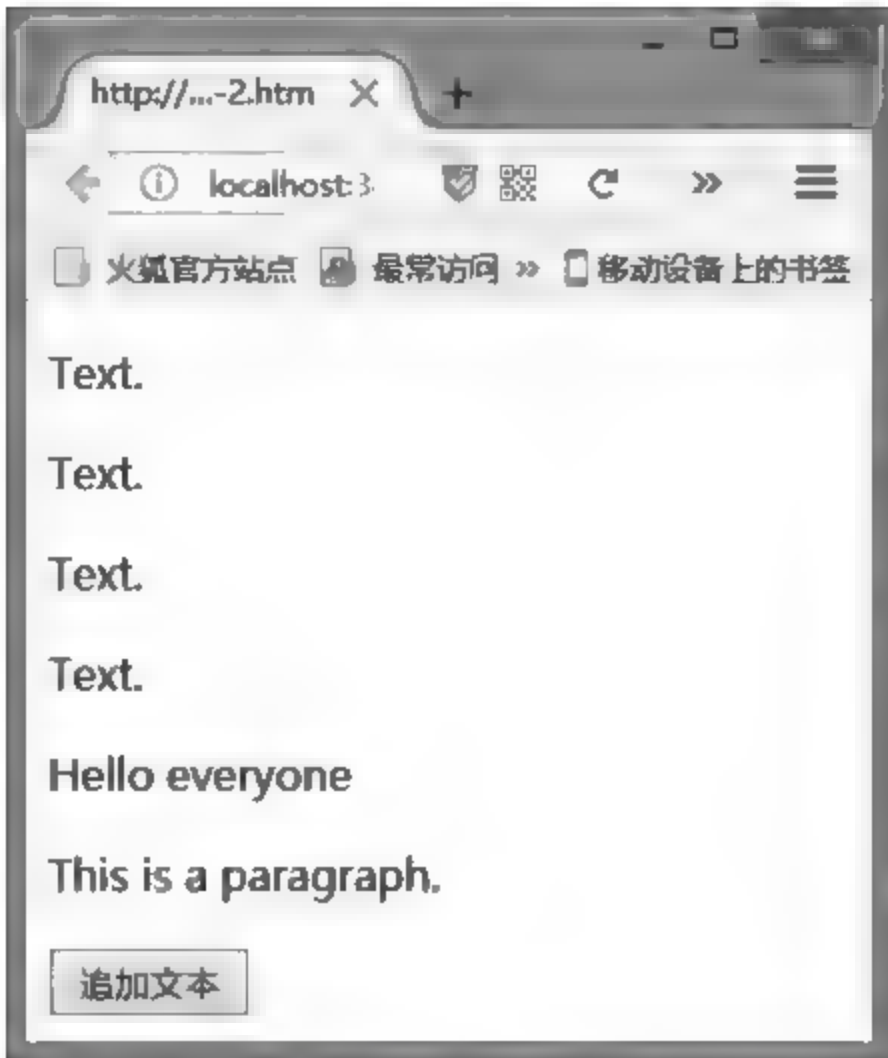 http://...-2.htm
localhost:3
火狐官方站点 最常访问 » 移动设备上的书签
Text.
Text.
Text.
Text.
Hello everyone
This is a paragraph.
追加文本